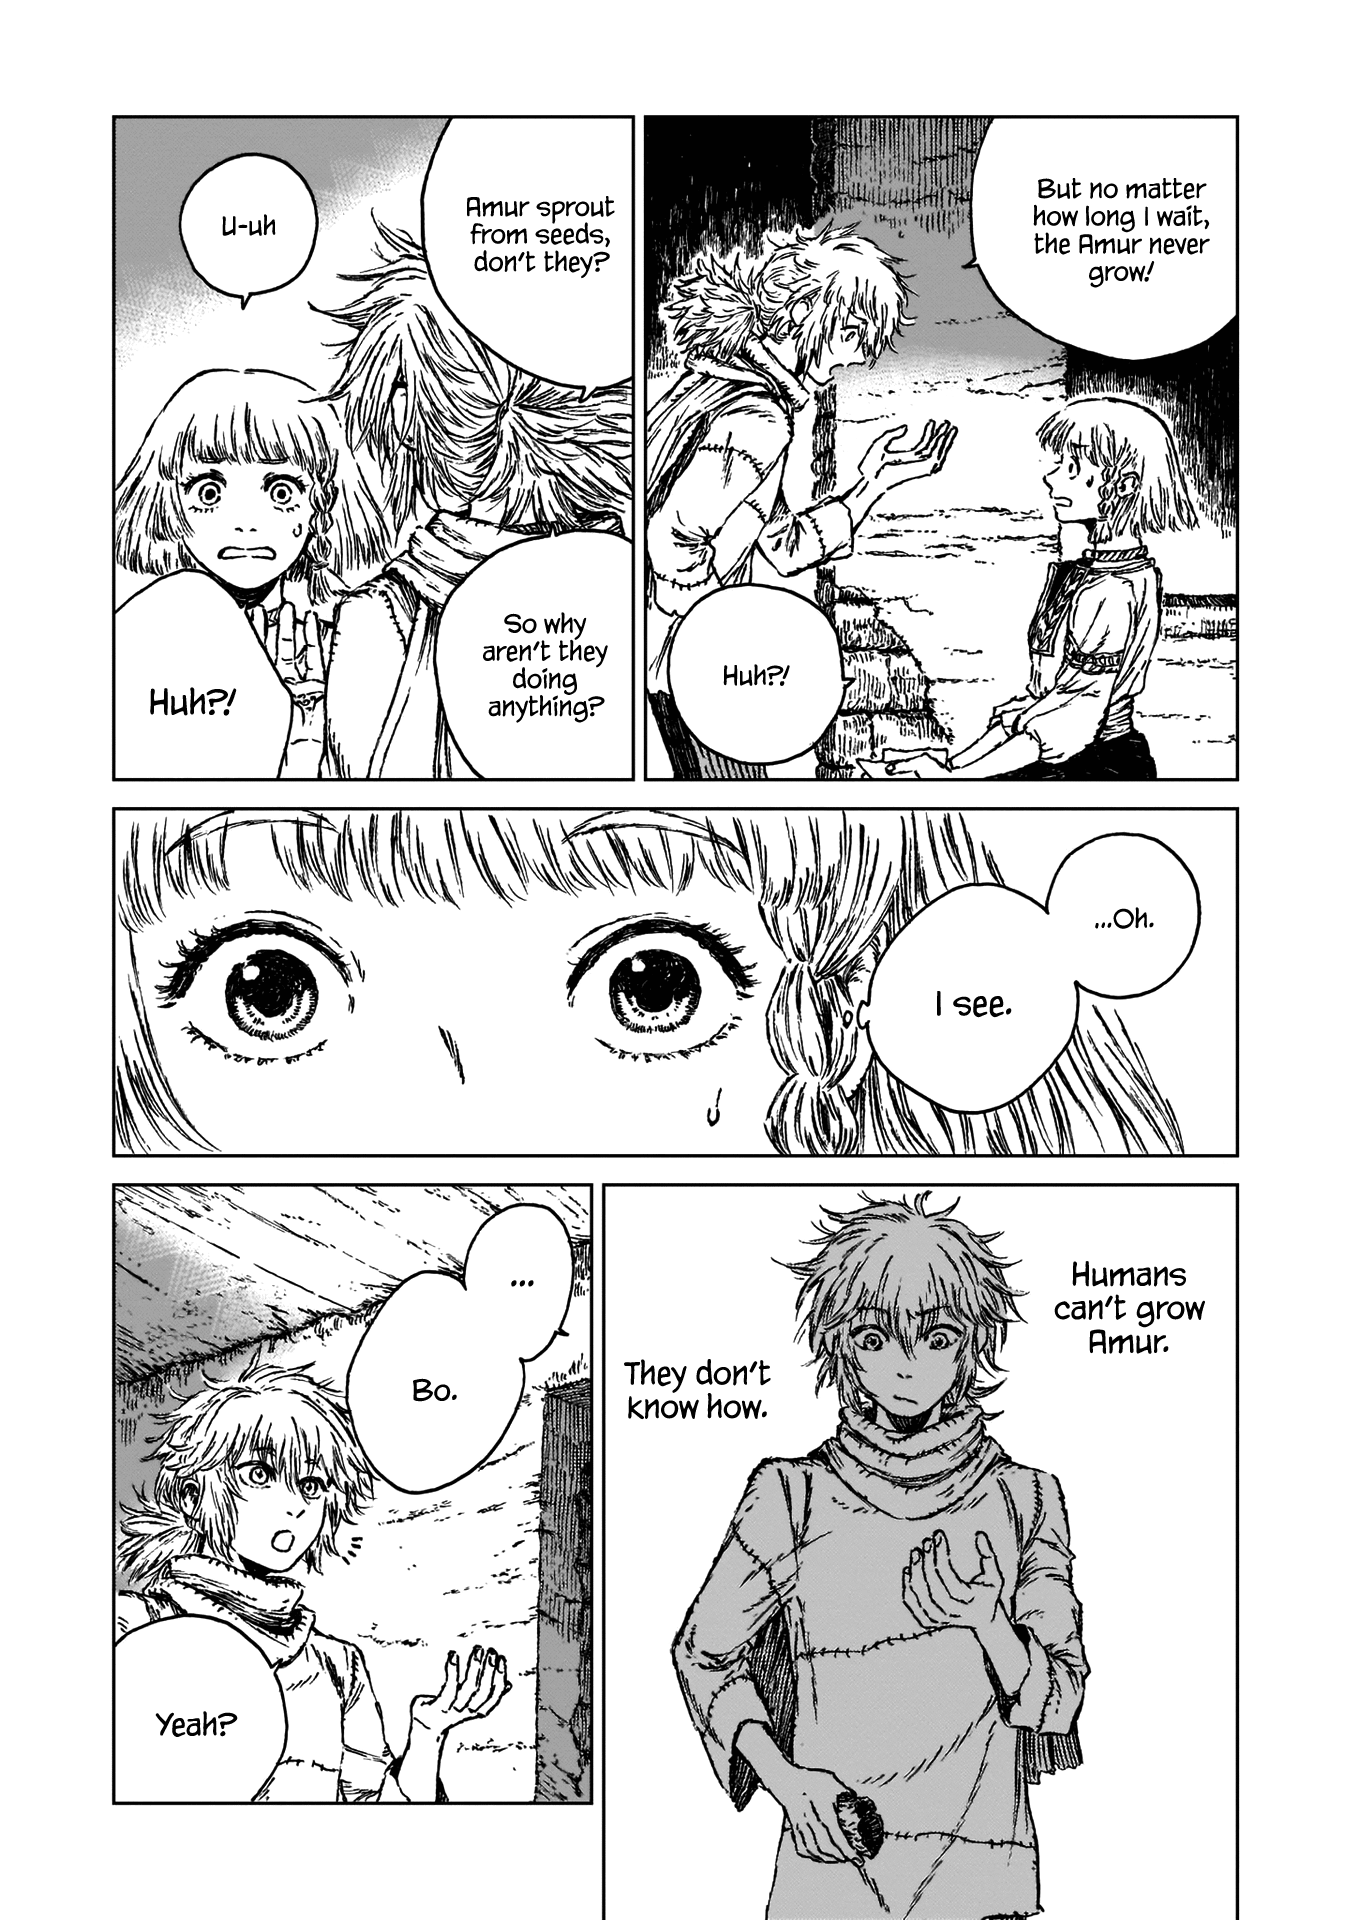 But no matter
how long I wait,
the Amur never
grow!
Huh?!
Amur sprout
from seeds,
don't they?
U-uh
So why
aren't they
doing
anything?
Huh?!
...Oh.
I see.
Humans
can't grow
Amur.
They don't
know how.
...
Bo.
Yeah?